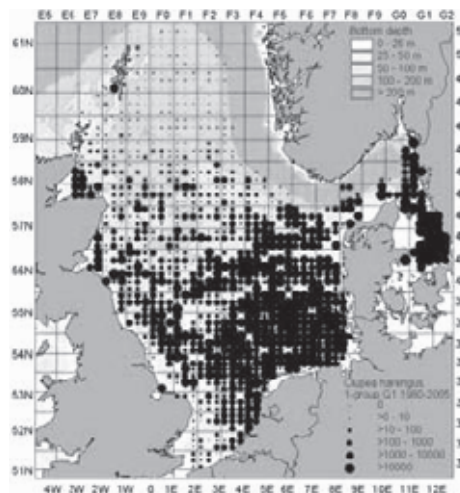 E5 E6 E7 E8 E9 F0 F1 F2 F3 F4 F5 F6 F7 F8 F9 G0 G1 G2
Bottom depth
0 - 25 m
25 - 50 m
50 - 100 m
100 - 200 m
> 200 m
61N
60N
59N
58N
57N
56N
55N
54N
53N
52N
51N
Clupea harengus
1-group Q1 1980-2005
0
>0 - 10
>10 - 100
>100 - 1000
>1000 - 10000
>10000
4W 3W 2W 1W 0 1E 2E 3E 4E 5E 6E 7E 8E 9E 10E 12E